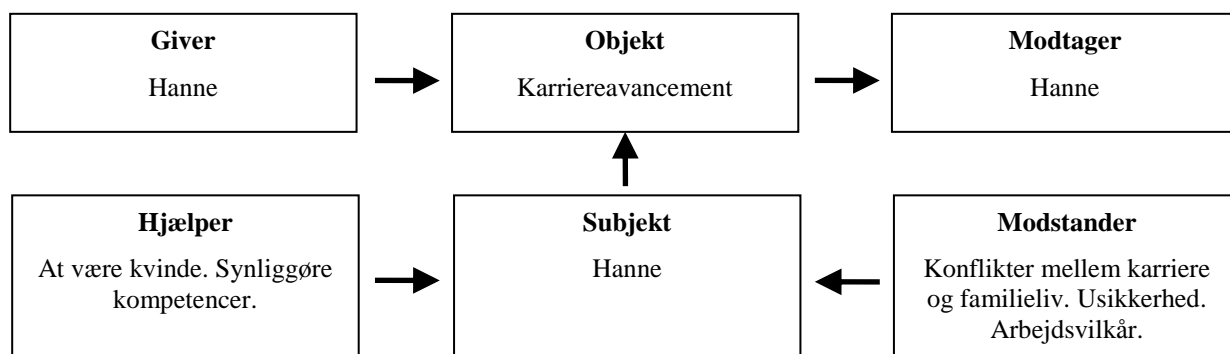 Giver
Hanne
Objekt
Karriereavancement
Modtager
Hanne
Hjælper
At være kvinde. Synliggøre
kompetencer.
Subjekt
Hanne
Modstander
Konflikter mellem karriere
og familieliv. Usikkerhed.
Arbejdsvilkår.